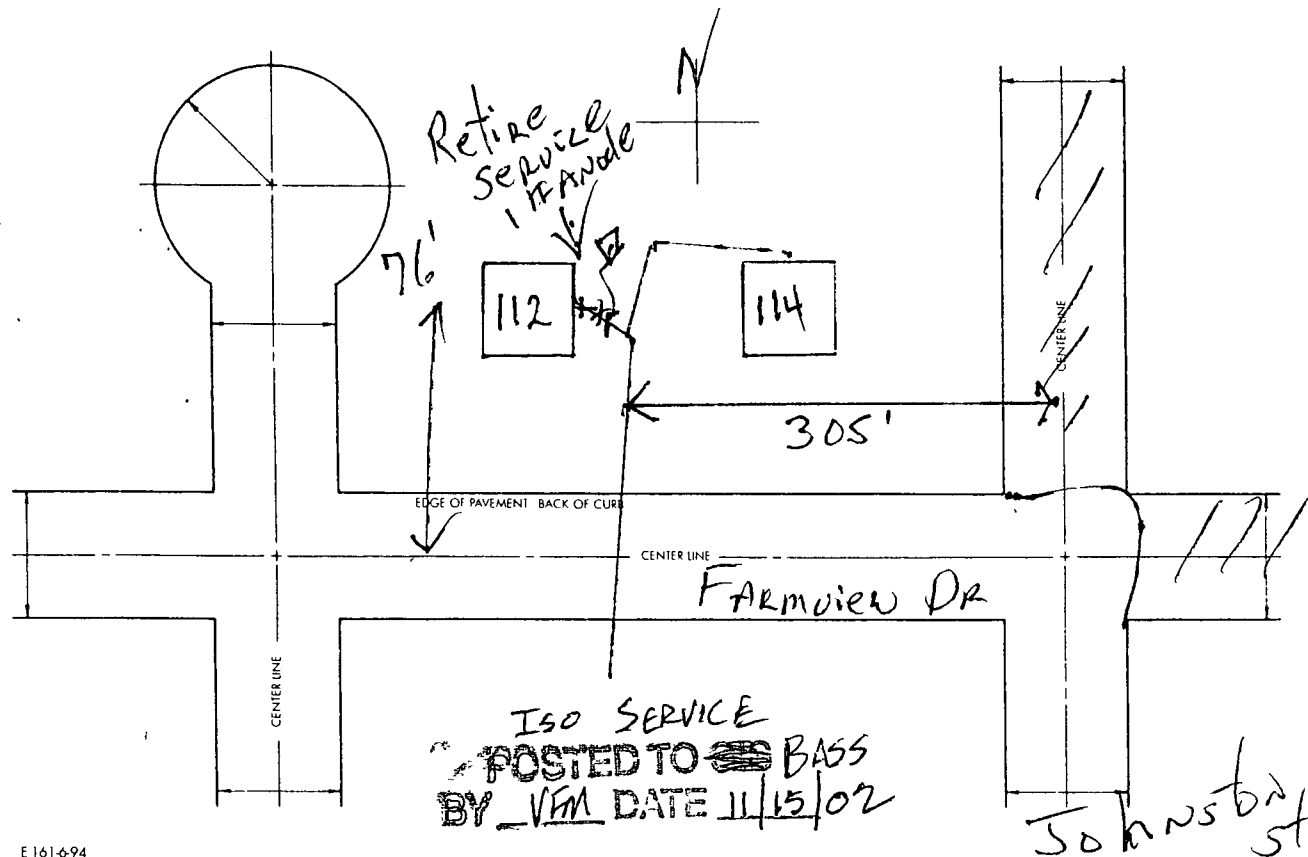 N
Retire
Service
1 # ANode
76'
112
114
CENTER LINE
305'
EDGE OF PAVEMENT BACK OF CURB
CENTER LINE
FARMVIEW DR
CENTER LINE
ISO SERVICE
POSTED TO BASS
BY VFM DATE 11/15/02
JOHNSTON
St
E 161-6-94